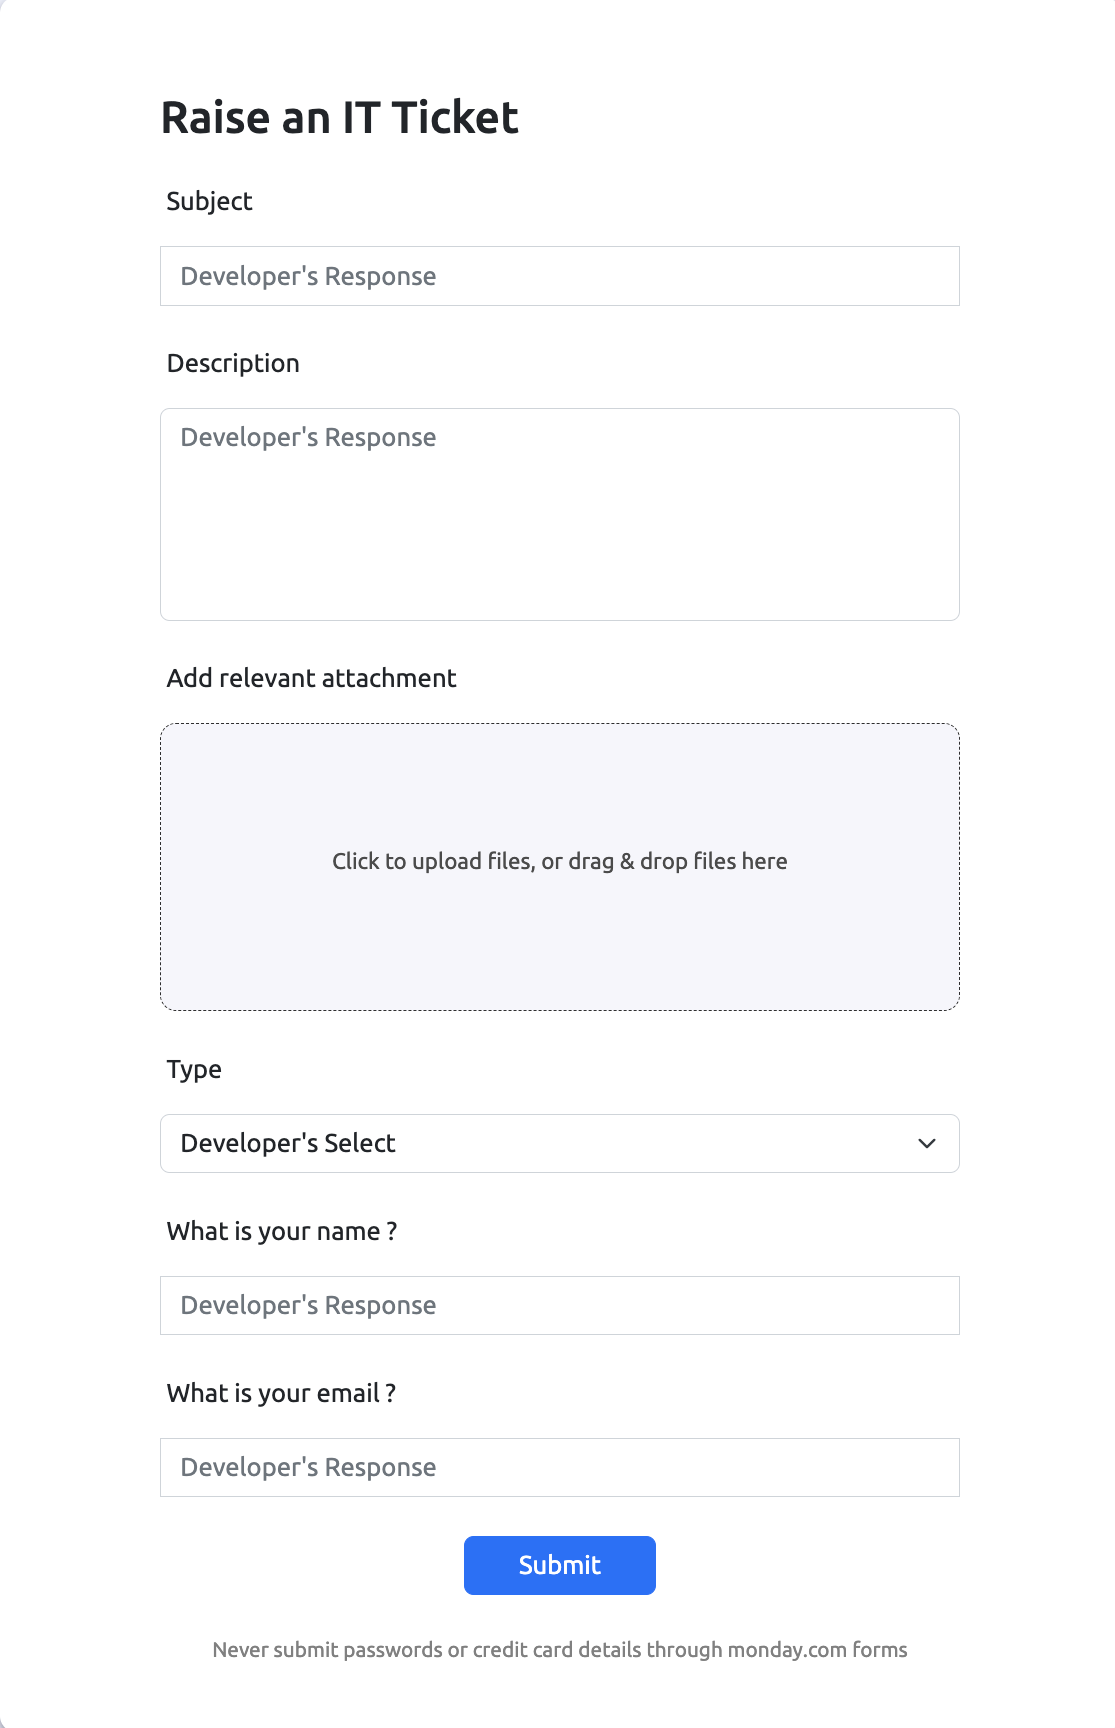 Raise an IT Ticket
Subject
Developer's Response
Description
Developer's Response
Add relevant attachment
Click to upload files, or drag & drop files here
Type
Developer's Select
What is your name ?
Developer's Response
What is your email ?
Developer's Response
Submit
Never submit passwords or credit card details through monday.com forms